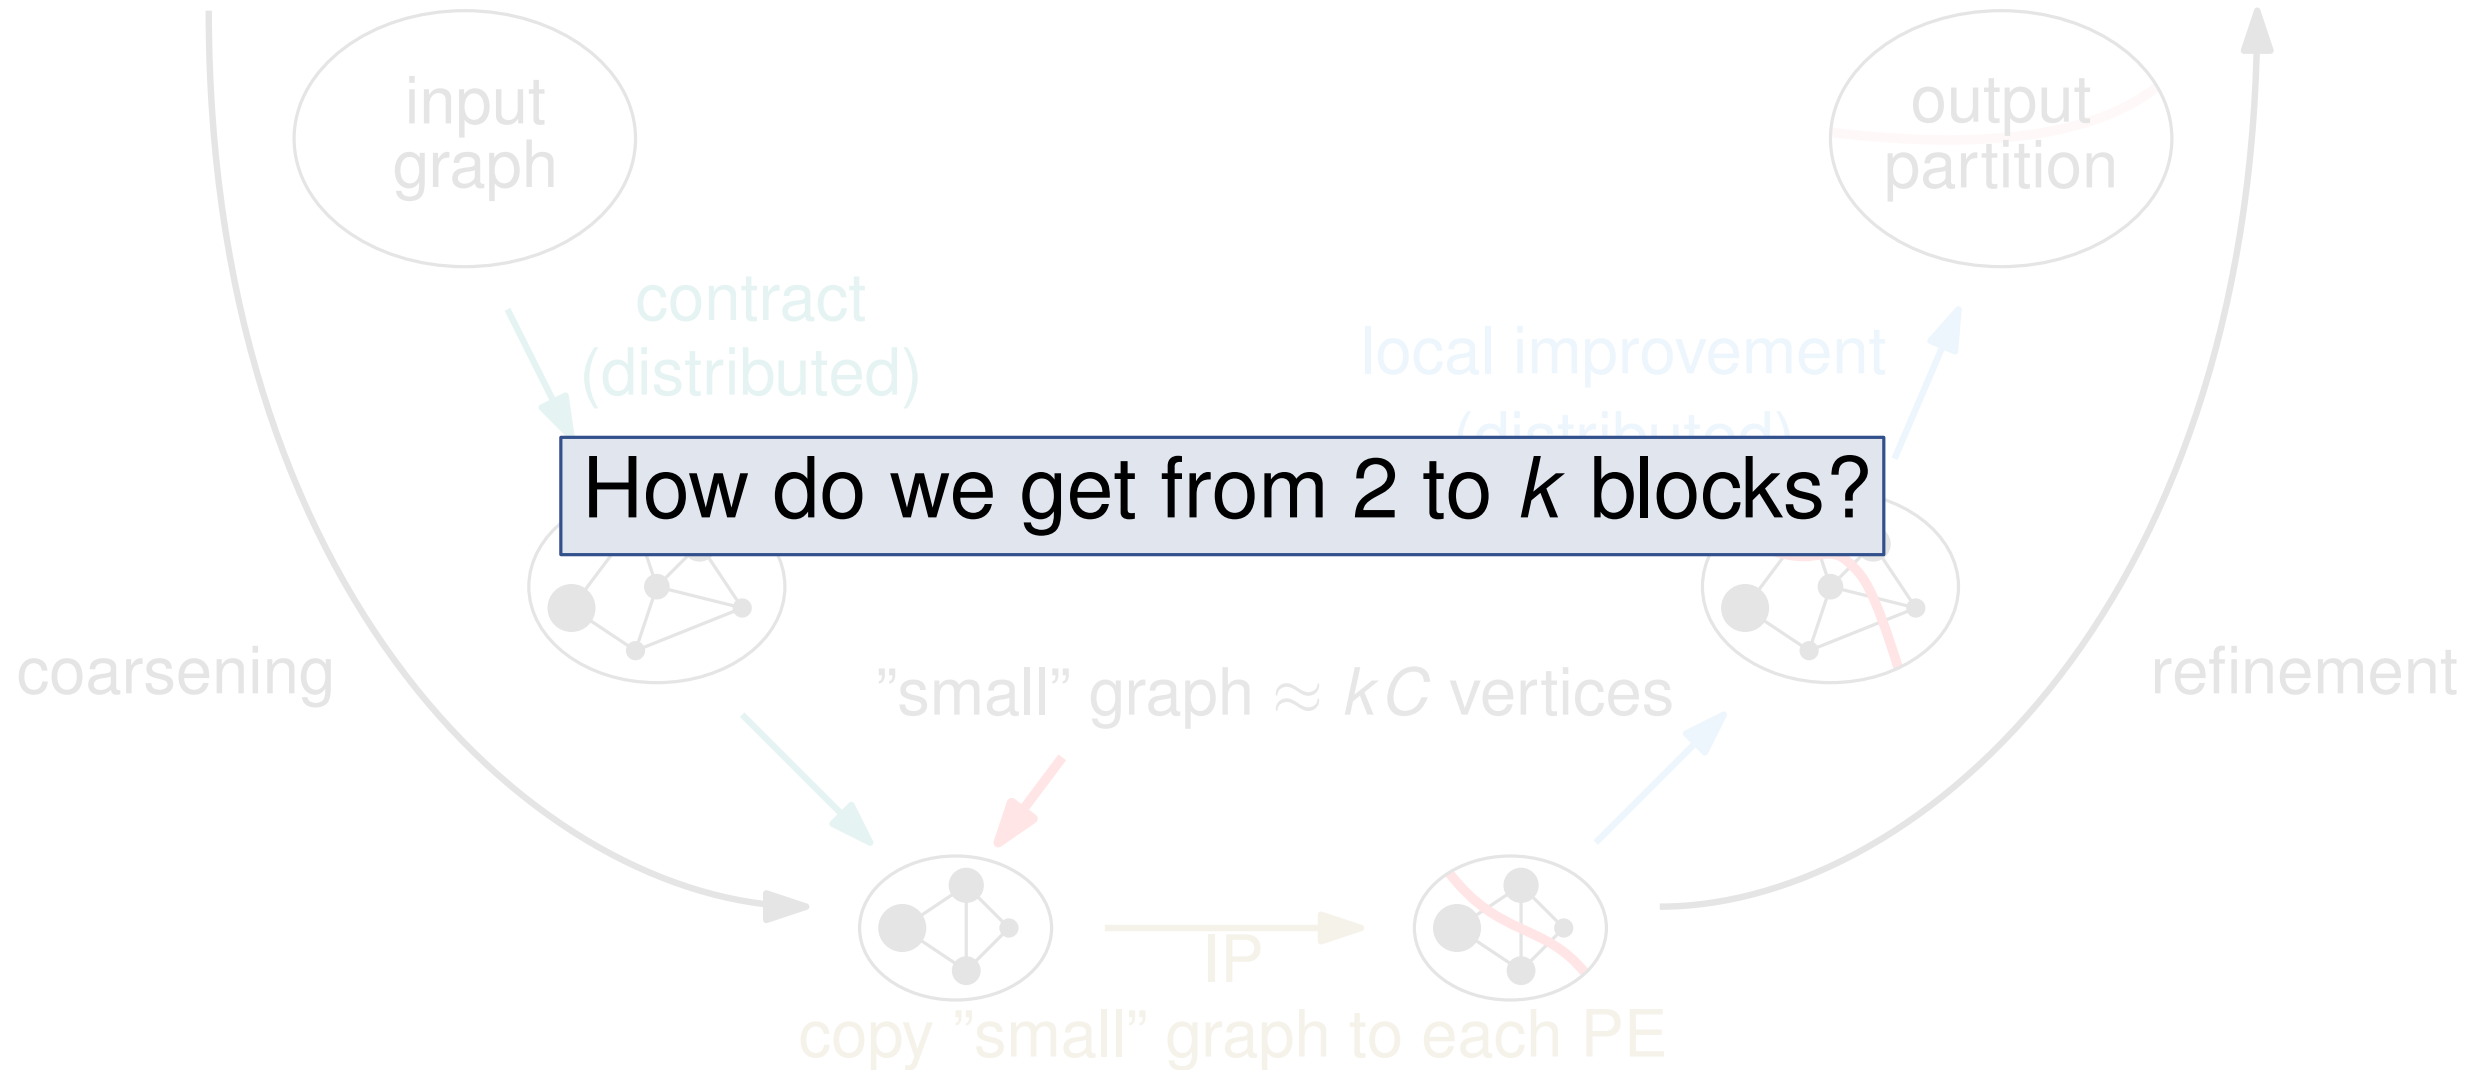 input
graph
output
partition
contract
(distributed)
local improvement
(distributed)
How do we get from 2 to k blocks?
coarsening
”small” graph ≈ kC vertices
refinement
IP
copy ”small” graph to each PE